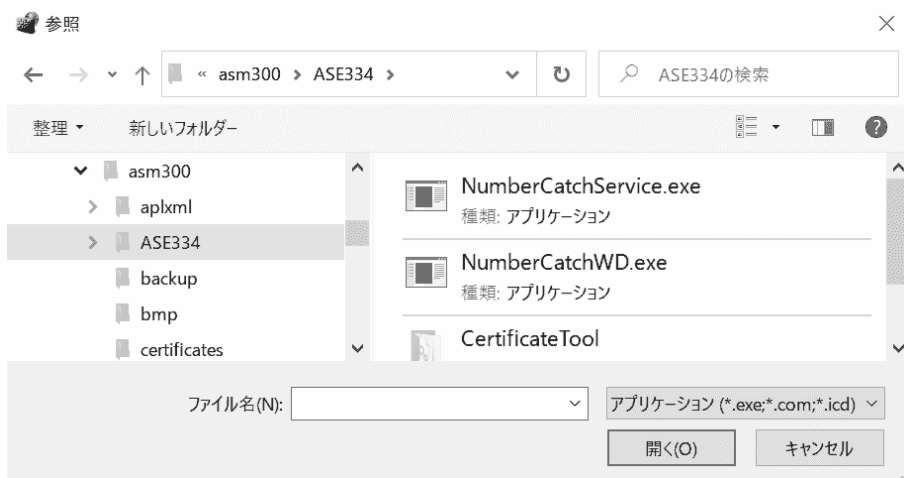 参照
« asm300 > ASE334 >
ASE334の検索
整理
新しいフォルダー
asm300
aplxml
ASE334
backup
bmp
certificates
NumberCatchService.exe
種類: アプリケーション
NumberCatchWD.exe
種類: アプリケーション
CertificateTool
ファイル名(N):
アプリケーション (*.exe;*.com;*.icd)
開く(O)
キャンセル